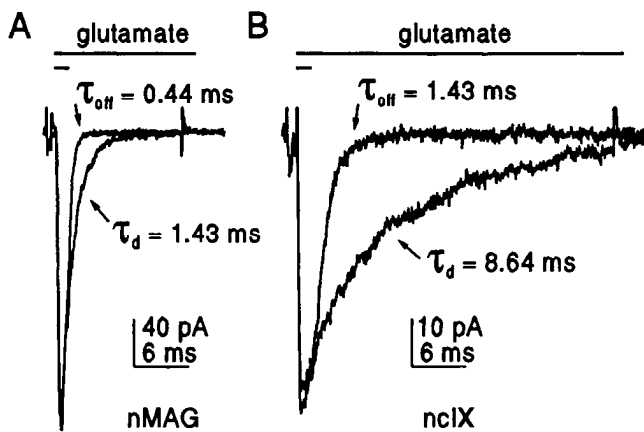 A
glutamate
τoff = 0.44 ms
τd = 1.43 ms
40 pA
6 ms
nMAG
B
glutamate
τoff = 1.43 ms
τd = 8.64 ms
10 pA
6 ms
nclX